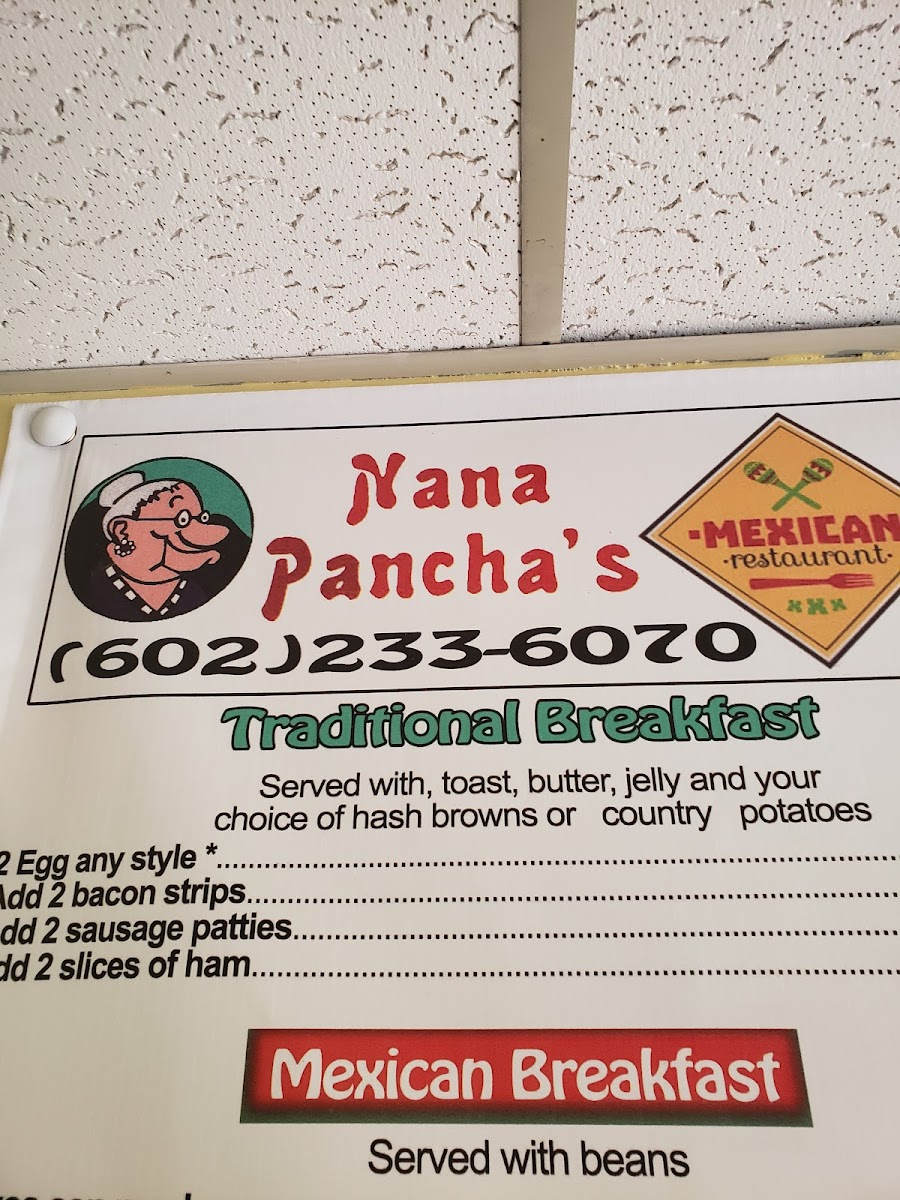 Nana
Pancha's
MEXICAN
·restaurant·
(602)233-6070
Traditional Breakfast
Served with, toast, butter, jelly and your
choice of hash browns or country potatoes
2 Egg any style *
Add 2 bacon strips
dd 2 sausage patties
dd 2 slices of ham
Mexican Breakfast
Served with beans